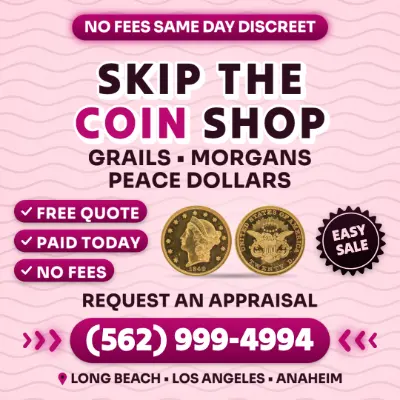 NO FEES SAME DAY DISCREET
SKIP THE
COIN SHOP
GRAILS ▪ MORGANS
PEACE DOLLARS
FREE QUOTE
PAID TODAY
NO FEES
EASY
SALE
REQUEST AN APPRAISAL
(562) 999-4994
LONG BEACH ▪ LOS ANGELES ▪ ANAHEIM